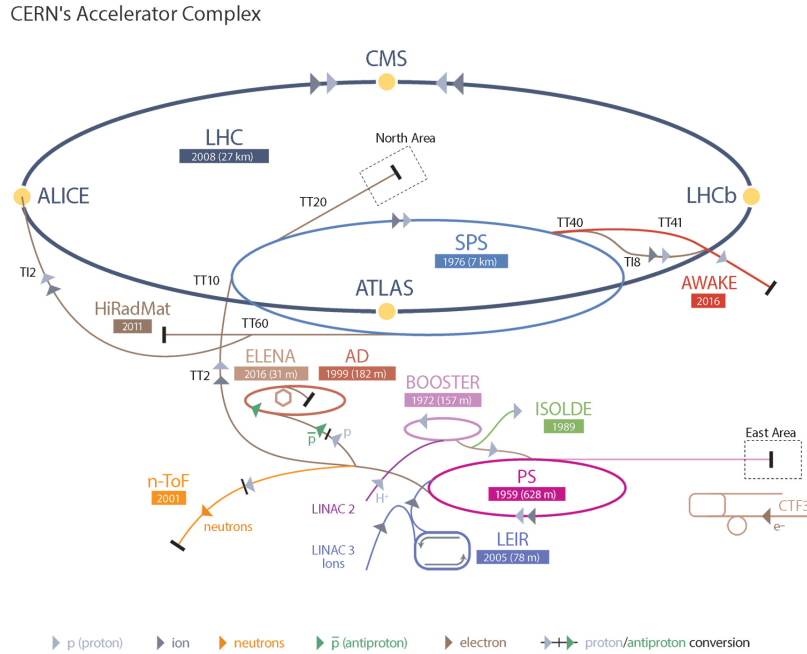 CERN's Accelerator Complex
CMS
LHC
2008 (27 km)
North Area
ALICE
TT20
LHCb
TT40
TT41
SPS
1976 (7 km)
TI2
TT10
TI8
ATLAS
AWAKE
2016
HiRadMat
2011
TT60
ELENA
2016 (31 m)
AD
1999 (182 m)
TT2
BOOSTER
1972 (157 m)
ISOLDE
1989
p̅
p
East Area
n-ToF
2001
PS
1959 (628 m)
H⁺
LINAC 2
neutrons
CTF3
e⁻
LEIR
2005 (78 m)
LINAC 3
Ions
p (proton)
ion
neutrons
p̅ (antiproton)
electron
proton/antiproton conversion